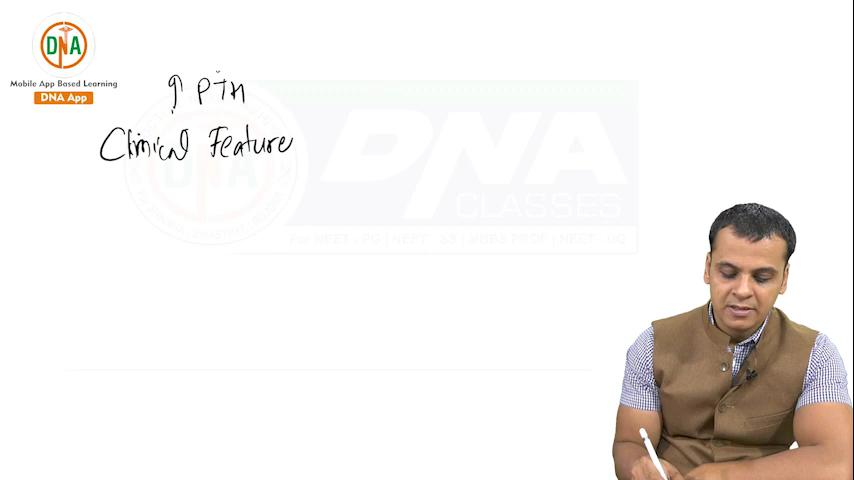 DNA
Mobile App Based Learning
DNA App
↑ PTH
Clinical Feature
DNA
DNA
CLASSES
For NEET - PG | NEET - SS | MBBS PROF | NEET - UG